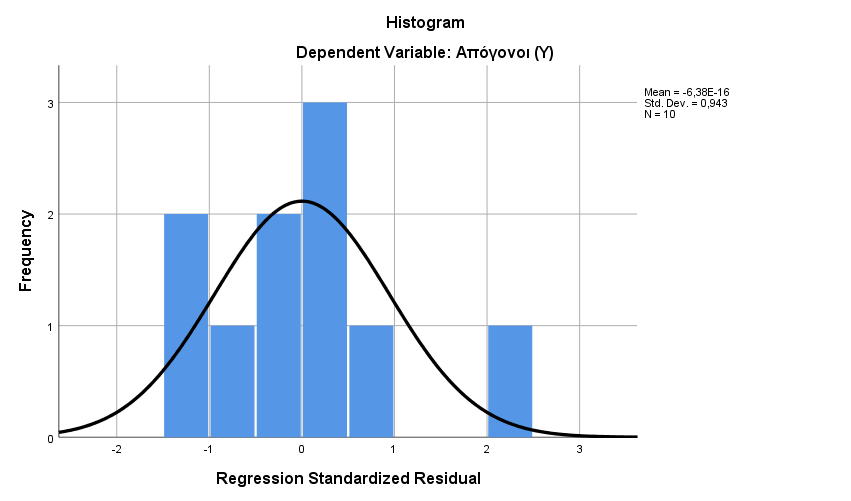 Histogram
Dependent Variable: Απόγονοι (Y)
Mean = -6,38E-16
Std. Dev. = 0,943
N = 10
Frequency
3
2
1
0
-2
-1
0
1
2
3
Regression Standardized Residual